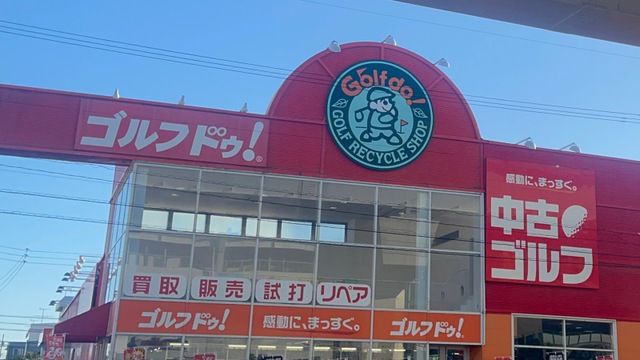 Golfdo!
GOLF RECYCLE SHOP
ゴルフドゥ！®
感動に、まっすぐ。
中古
ゴルフ
買取 販売 試打 リペア
ゴルフドゥ！ 感動に、まっすぐ。 ゴルフドゥ！